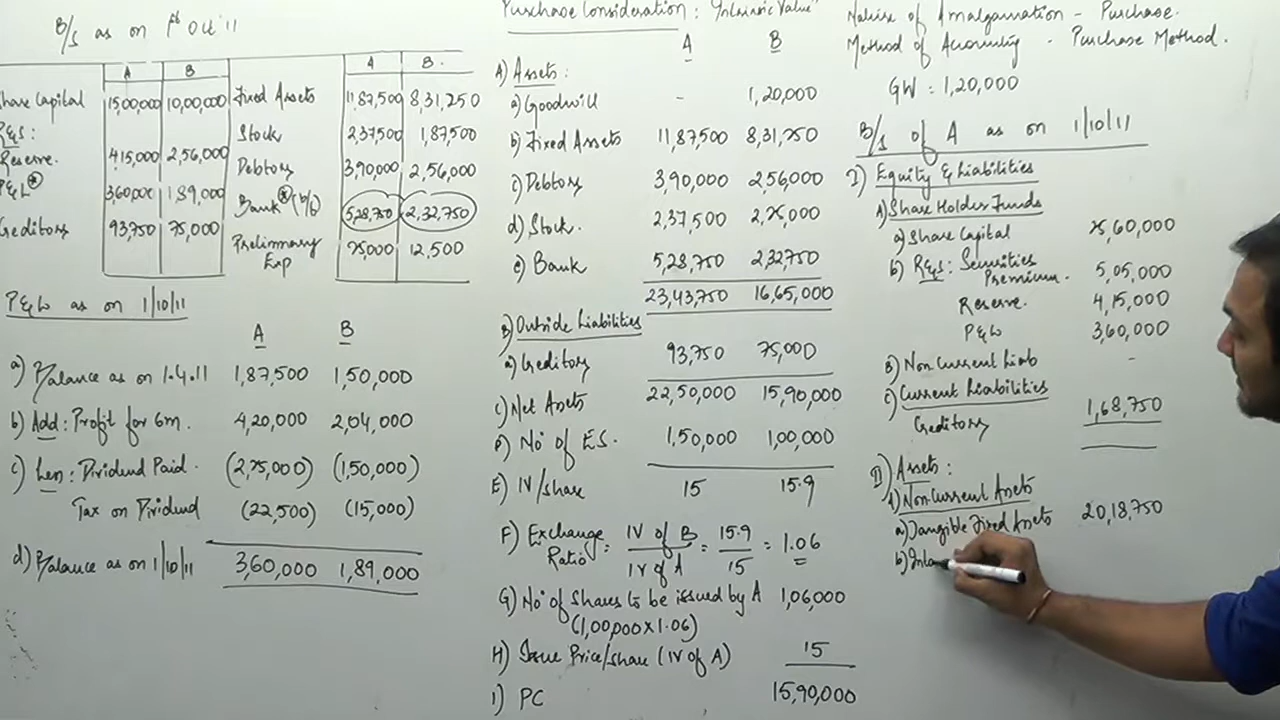 B/S as on 1st Oct '11
A B A B.
Share Capital 15,00,000 10,00,000 Fixed Assets 11,87,500 8,31,250
R&S: Stock 2,37,500 1,87,500
Reserve. 4,15,000 2,56,000 Debtors 3,90,000 2,56,000
P&L* 3,60,000 1,89,000 Bank* (b/f) 5,28,750 2,32,750
Creditors 93,750 75,000 Preliminary Exp 25,000 12,500
P&L as on 1/10/11
A B
a) Balance as on 1.4.11 1,87,500 1,50,000
b) Add: Profit for 6m. 4,20,000 2,04,000
c) Less: Dividend Paid. (2,25,000) (1,50,000)
Tax on Dividend (22,500) (15,000)
d) Balance as on 1/10/11 3,60,000 1,89,000
Purchase Consideration: "Intrinsic Value"
A B
A) Assets:
a) Goodwill - 1,20,000
b) Fixed Assets 11,87,500 8,31,250
c) Debtors 3,90,000 2,56,000
d) Stock. 2,37,500 2,25,000
e) Bank 5,28,750 2,32,750
23,43,750 16,65,000
B) Outside Liabilities
a) Creditors 93,750 75,000
C) Net Assets 22,50,000 15,90,000
D) No of ES. 1,50,000 1,00,000
E) IV/share 15 15.9
F) Exchange Ratio = IV of B / IV of A = 15.9 / 15 = 1.06
G) No of Shares to be issued by A 1,06,000
(1,00,000 x 1.06)
H) Issue Price/share (IV of A) 15
I) PC 15,90,000
Nature of Amalgamation - Purchase.
Method of Accounting - Purchase Method.
GW: 1,20,000
B/S of A as on 1/10/11
I) Equity & Liabilities
A) Share Holders Funds
a) Share Capital 25,60,000
b) R&S: Securities Premium. 5,05,000
Reserve. 4,15,000
P&L 3,60,000
B) Non Current Liab -
C) Current Liabilities
Creditors 1,68,750
II) Assets:
A) Non Current Assets
a) Tangible Fixed Assets 20,18,750
b)